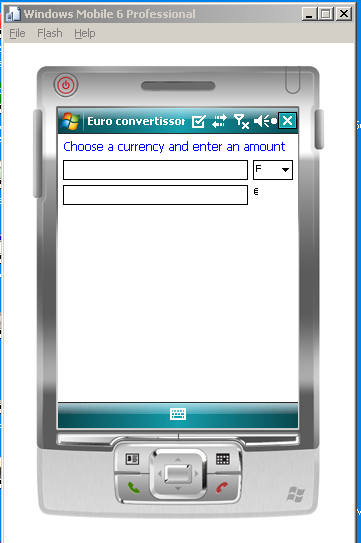 Windows Mobile 6 Professional
File Flash Help
Euro convertissor
Choose a currency and enter an amount
F
€